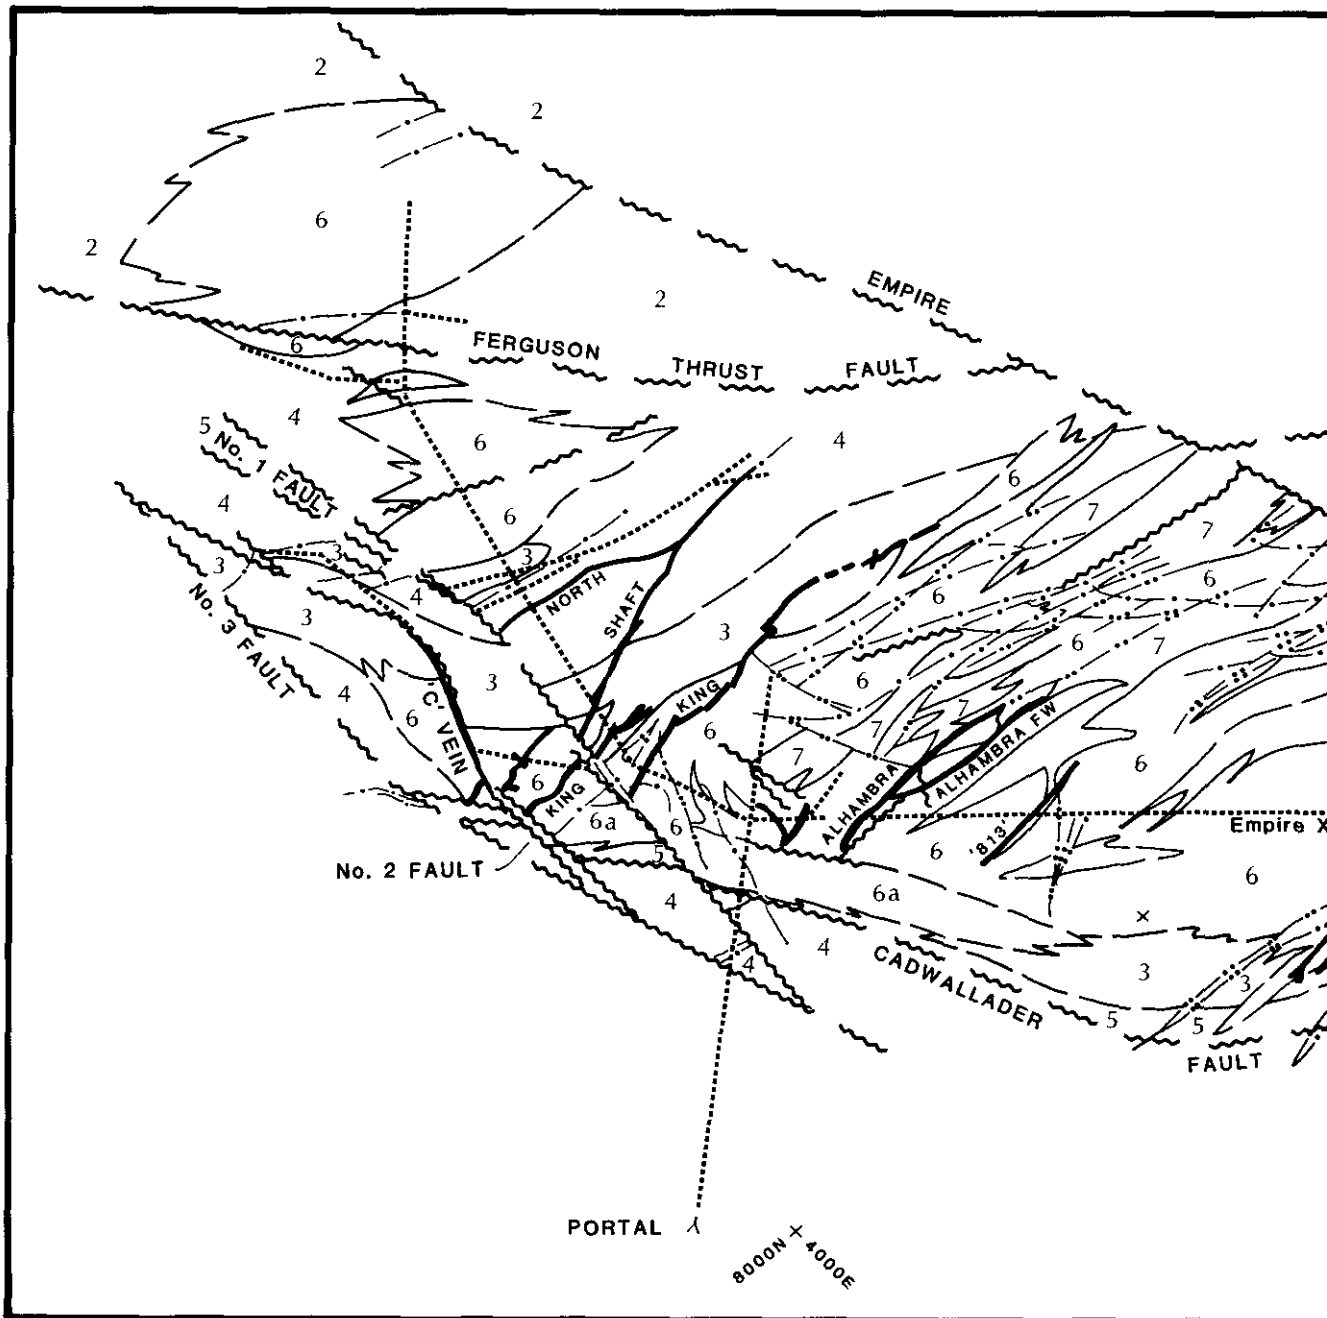 2
2
6
2
2
EMPIRE
FERGUSON THRUST FAULT
6
4
5
No. 1 FAULT
6
4
4
6
7
7
6
3
3
3
4
NORTH
SHAFT
6
6
3
No. 3 FAULT
3
3
6
7
4
6
'C' VEIN
KING
6
7
7
ALHAMBRA FW
6
6
KING
6a
6
ALHAMBRA
'813'
Empire X
5
6
No. 2 FAULT
4
6a
6
×
4
4
CADWALLADER
FAULT
3
3
5
5
PORTAL
8000N × 4000E